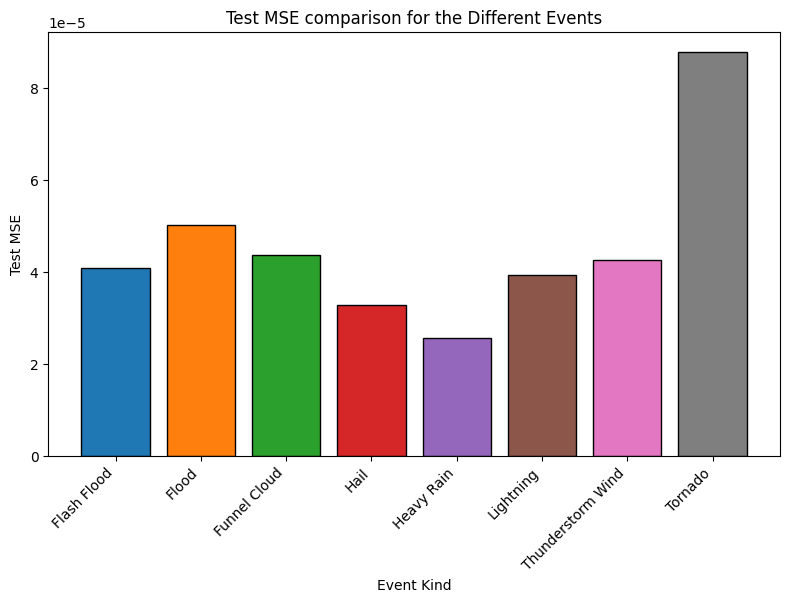 Test MSE comparison for the Different Events
1e−5
8
6
4
2
0
Test MSE
Flash Flood
Flood
Funnel Cloud
Hail
Heavy Rain
Lightning
Thunderstorm Wind
Tornado
Event Kind